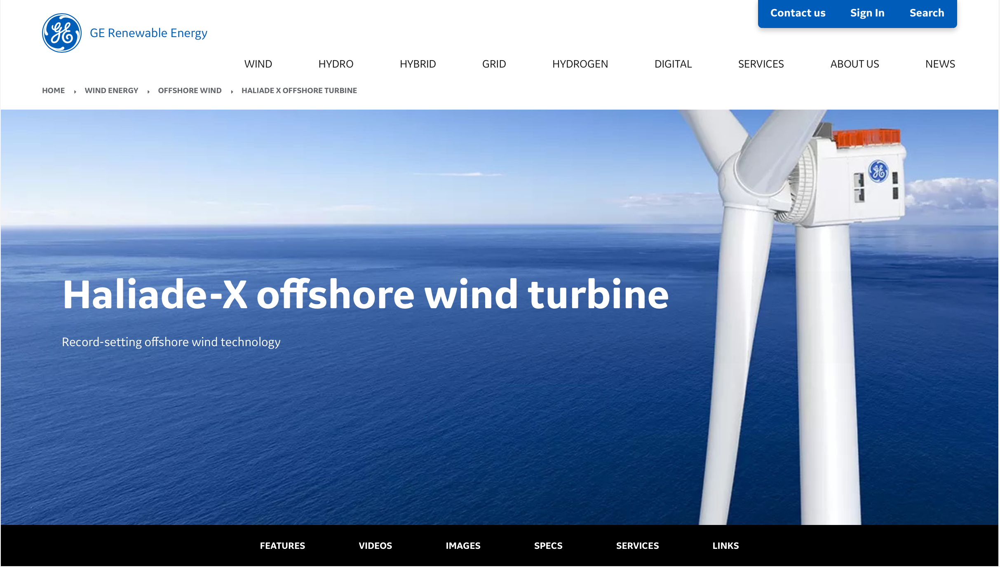 Contact us Sign In Search
GE GE Renewable Energy
WIND HYDRO HYBRID GRID HYDROGEN DIGITAL SERVICES ABOUT US NEWS
HOME WIND ENERGY OFFSHORE WIND HALIADE X OFFSHORE TURBINE
GE
Haliade-X offshore wind turbine
Record-setting offshore wind technology
FEATURES VIDEOS IMAGES SPECS SERVICES LINKS